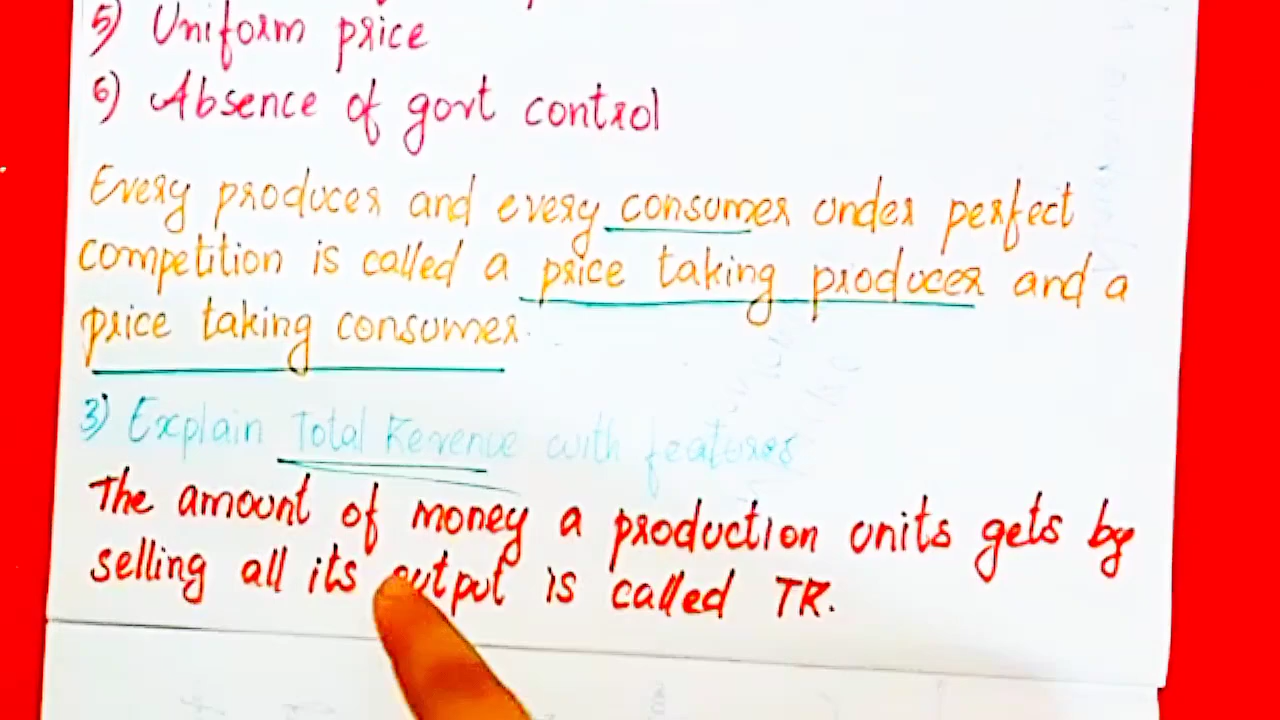 5) Uniform price
6) Absence of govt control
Every producer and every consumer under perfect
competition is called a price taking producer and a
price taking consumer.
3) Explain Total Revenue with features
The amount of money a production units gets by
selling all its output is called TR.